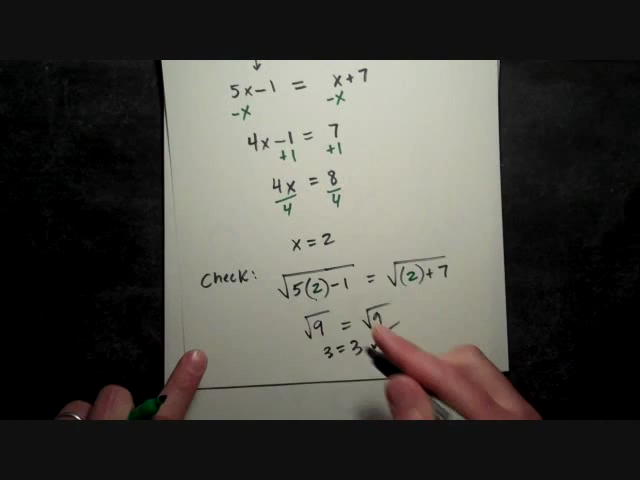 5x-1 = x+7
-x -x
4x-1 = 7
+1 +1
4x/4 = 8/4
x = 2
Check: √5(2)-1 = √(2)+7
√9 = √9
3 = 3 ✓